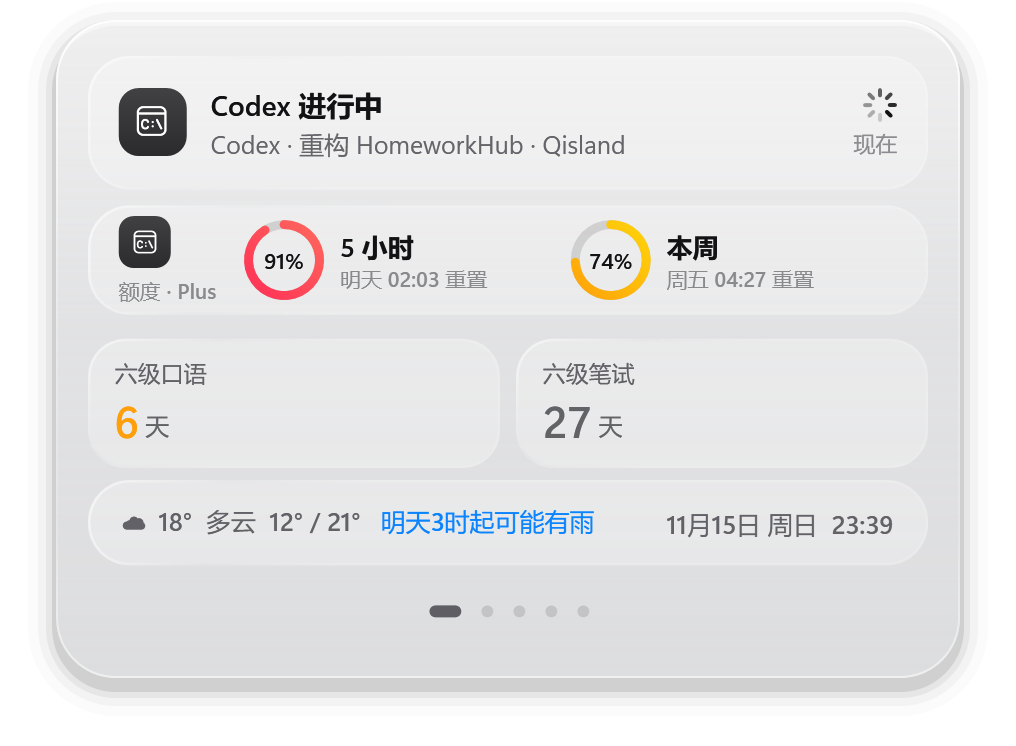 C:\
Codex 进行中
Codex · 重构 HomeworkHub · Qisland
现在
C:\
额度 · Plus
91%
5 小时
明天 02:03 重置
74%
本周
周五 04:27 重置
六级口语
6 天
六级笔试
27 天
18° 多云 12° / 21° 明天3时起可能有雨 11月15日 周日 23:39